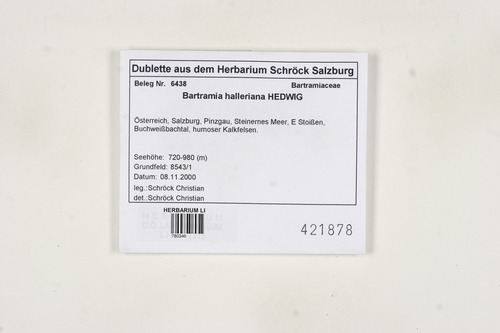 Dublette aus dem Herbarium Schröck Salzburg
Beleg Nr. 6438 Bartramiaceae
Bartramia halleriana HEDWIG
Österreich, Salzburg, Pinzgau, Steinernes Meer, E Stoißen,
Buchweißbachtal, humoser Kalkfelsen.
Seehöhe: 720-980 (m)
Grundfeld: 8543/1
Datum: 08.11.2000
leg.:Schröck Christian
det.:Schröck Christian
HERBARIUM LI
780346
421878